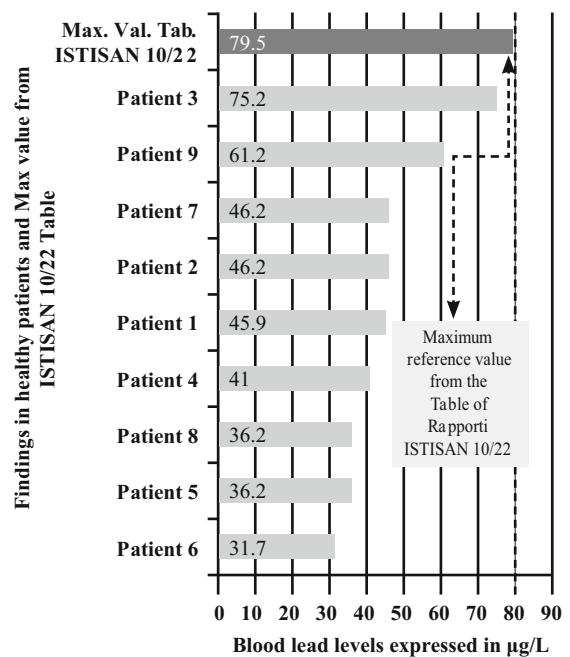 Findings in healthy patients and Max value from
ISTISAN 10/22 Table
Max. Val. Tab.
ISTISAN 10/22
79.5
Patient 3
75.2
Patient 9
61.2
Patient 7
46.2
Patient 2
46.2
Patient 1
45.9
Patient 4
41
Patient 8
36.2
Patient 5
36.2
Patient 6
31.7
Maximum
reference value
from the
Table of
Rapporti
ISTISAN 10/22
0 10 20 30 40 50 60 70 80 90
Blood lead levels expressed in µg/L